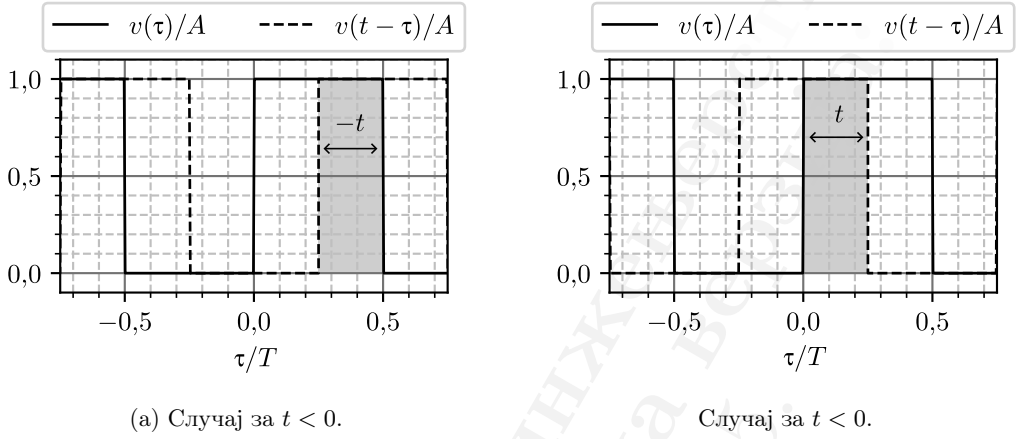 v(τ)/A v(t − τ)/A
1,0
0,5
0,0
−t
−0,5 0,0 0,5
τ/T
(а) Случај за t < 0.
v(τ)/A v(t − τ)/A
1,0
0,5
0,0
t
−0,5 0,0 0,5
τ/T
Случај за t < 0.